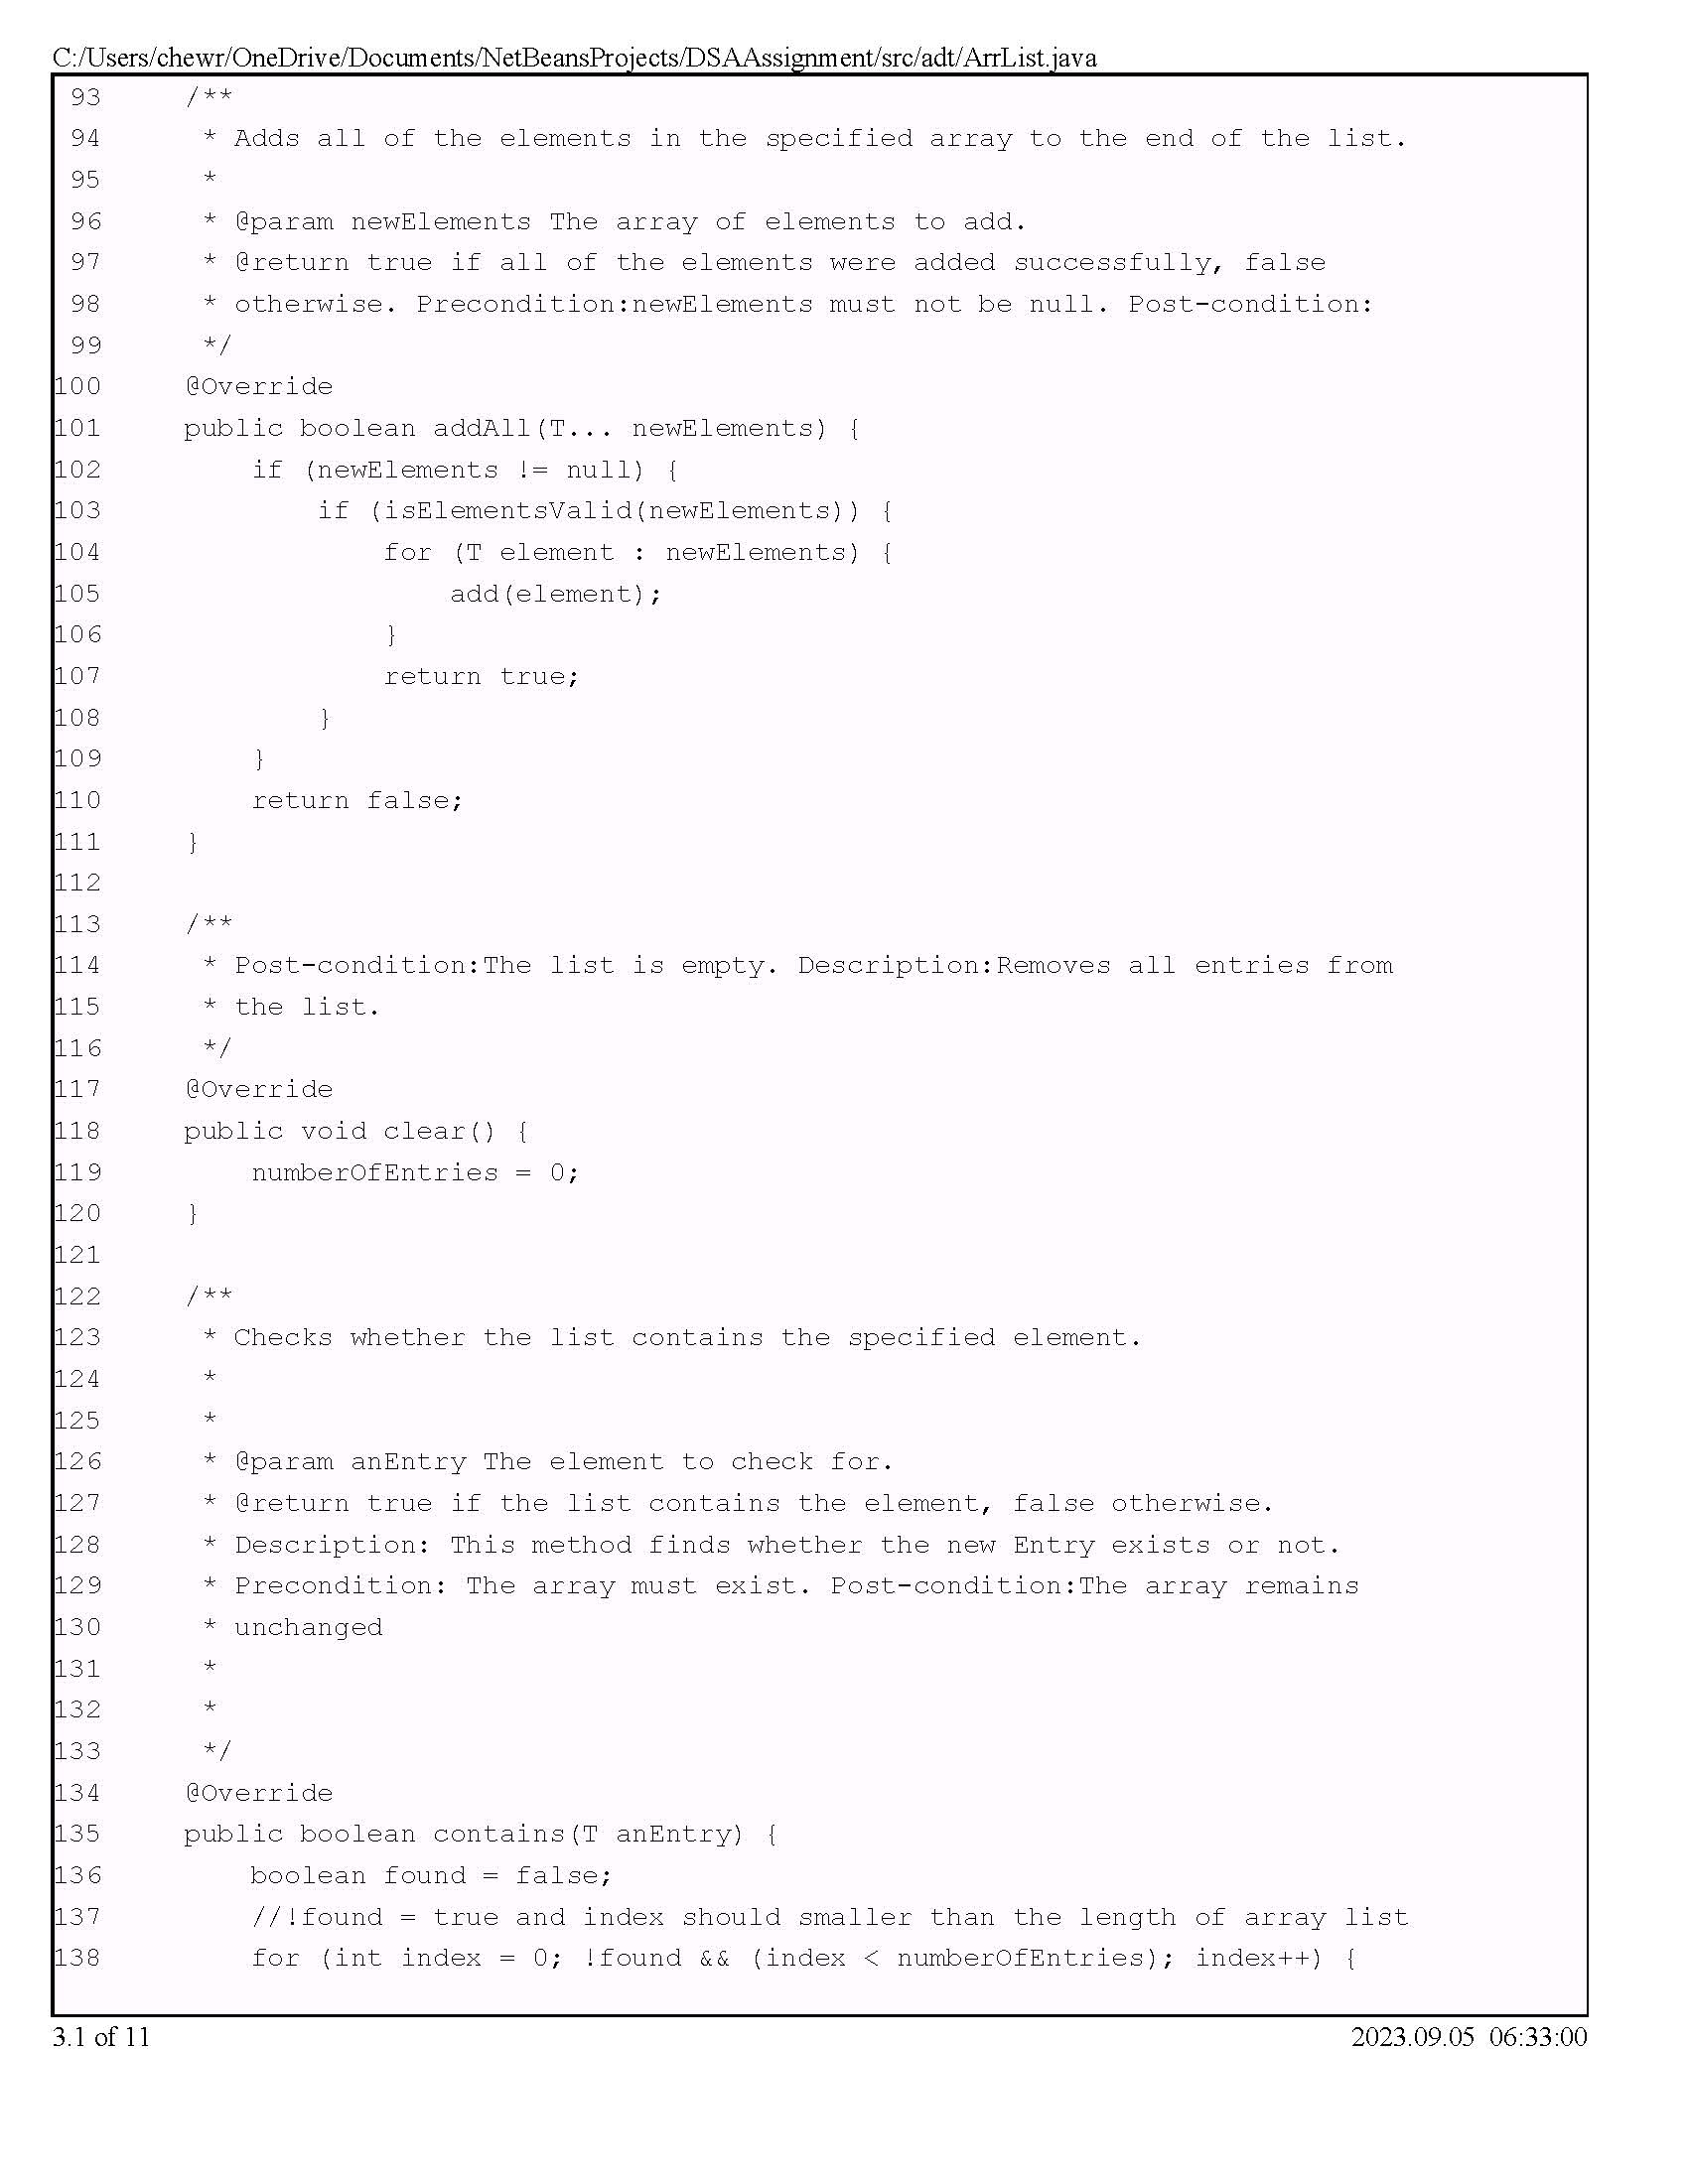 C:/Users/chewr/OneDrive/Documents/NetBeansProjects/DSAAssignment/src/adt/ArrList.java
93     /**
94      * Adds all of the elements in the specified array to the end of the list.
95      *
96      * @param newElements The array of elements to add.
97      * @return true if all of the elements were added successfully, false
98      * otherwise. Precondition:newElements must not be null. Post-condition:
99      */
100     @Override
101     public boolean addAll(T... newElements) {
102         if (newElements != null) {
103             if (isElementsValid(newElements)) {
104                 for (T element : newElements) {
105                     add(element);
106                 }
107                 return true;
108             }
109         }
110         return false;
111     }
112
113     /**
114      * Post-condition:The list is empty. Description:Removes all entries from
115      * the list.
116      */
117     @Override
118     public void clear() {
119         numberOfEntries = 0;
120     }
121
122     /**
123      * Checks whether the list contains the specified element.
124      *
125      *
126      * @param anEntry The element to check for.
127      * @return true if the list contains the element, false otherwise.
128      * Description: This method finds whether the new Entry exists or not.
129      * Precondition: The array must exist. Post-condition:The array remains
130      * unchanged
131      *
132      *
133      */
134     @Override
135     public boolean contains(T anEntry) {
136         boolean found = false;
137         //!found = true and index should smaller than the length of array list
138         for (int index = 0; !found && (index < numberOfEntries); index++) {
3.1 of 11
2023.09.05 06:33:00